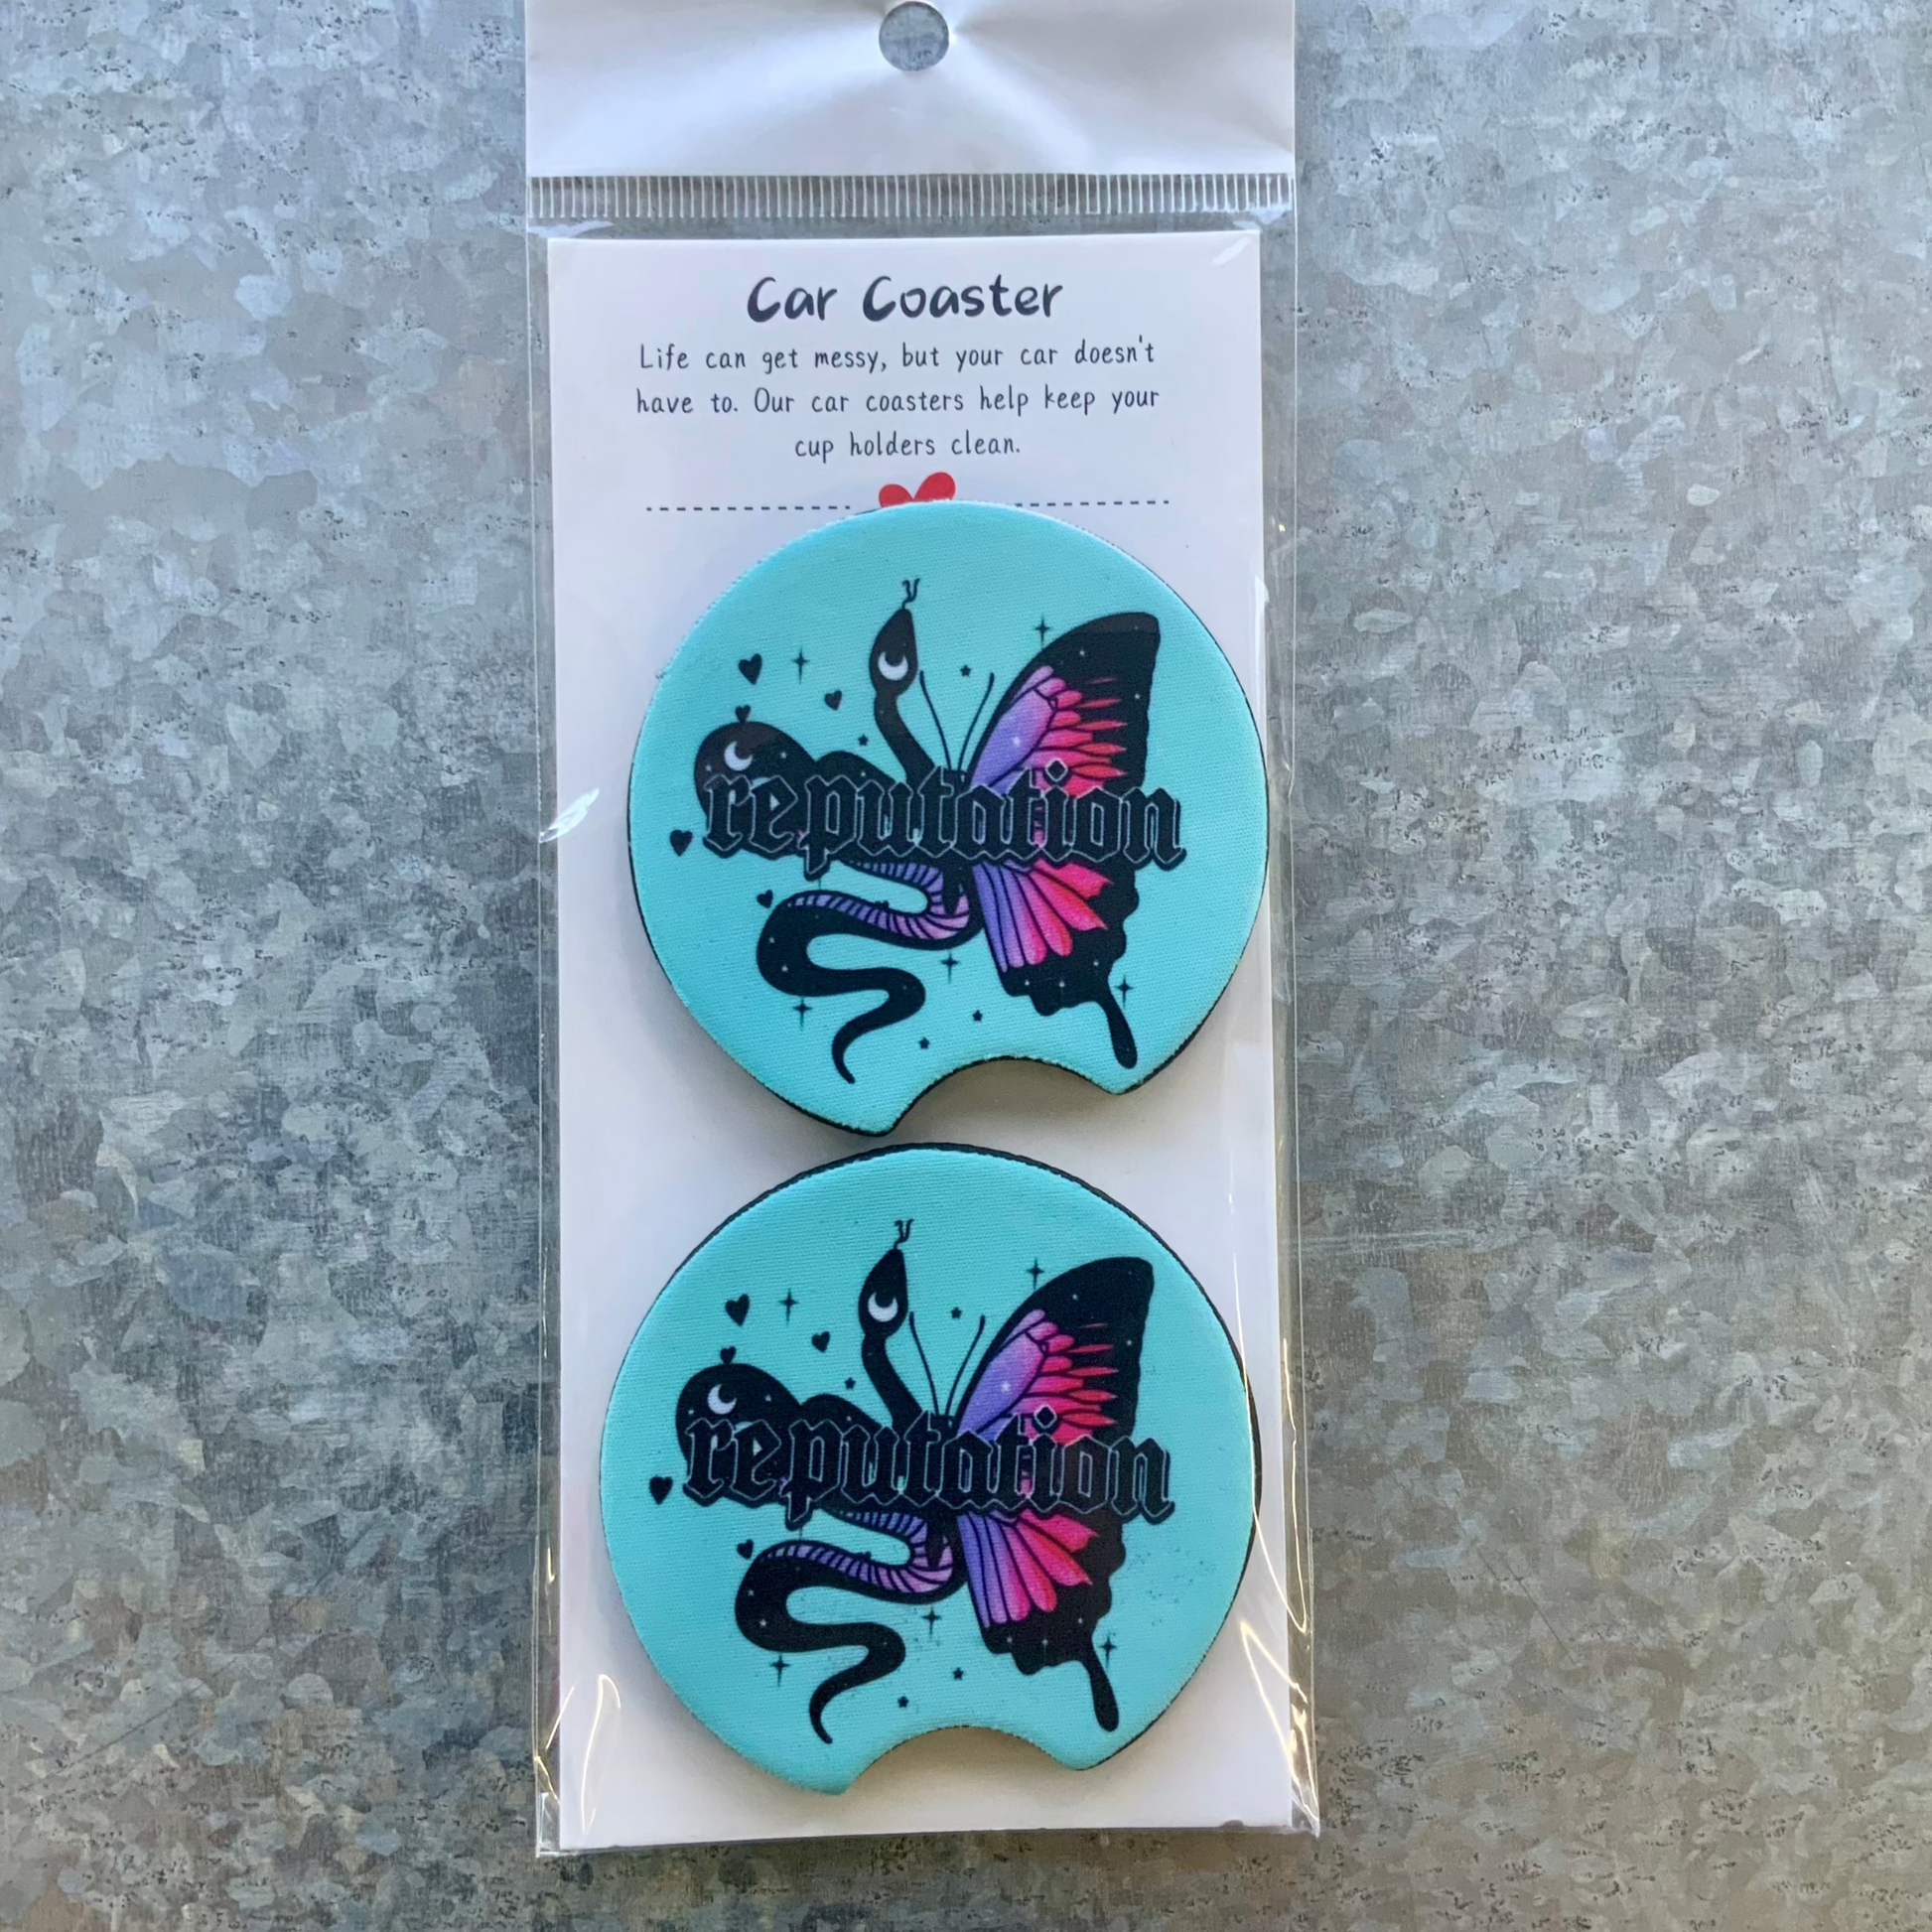 Car Coaster
Life can get messy, but your car doesn't
have to. Our car coasters help keep your
cup holders clean.
reputation
reputation